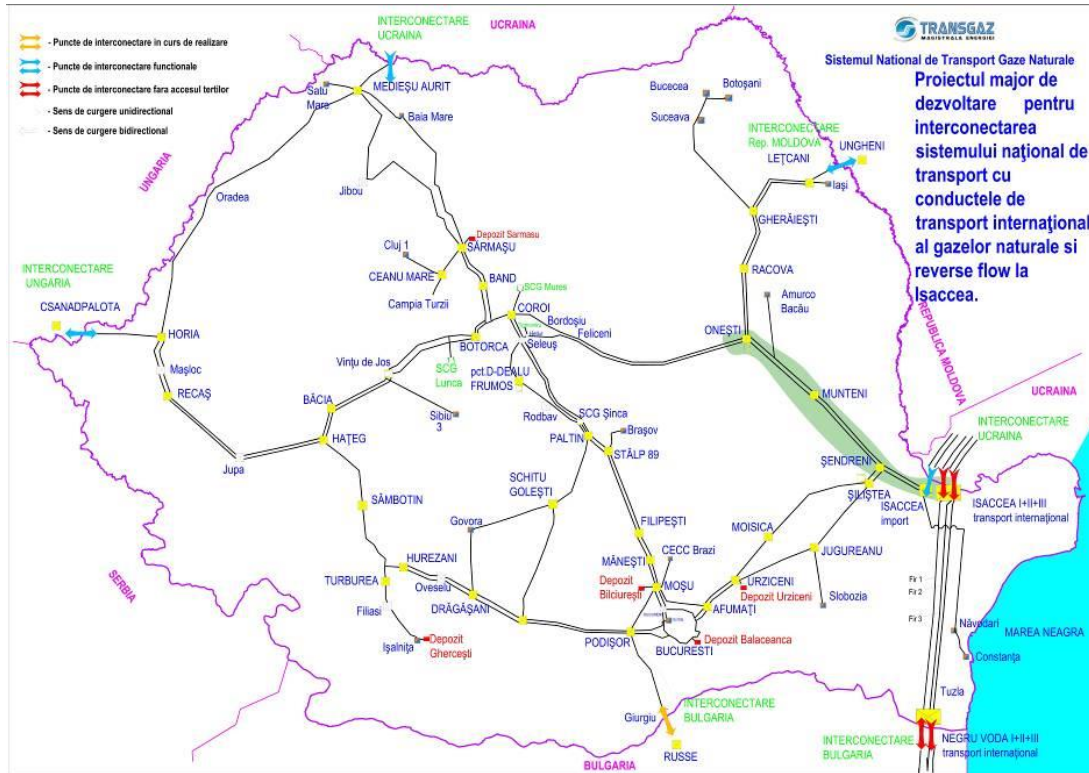 - Puncte de interconectare in curs de realizare
- Puncte de interconectare functionale
- Puncte de interconectare fara accesul tertilor
- Sens de curgere unidirectional
- Sens de curgere bidirectional
TRANSGAZ
MAGISTRALA ENERGIEI
Sistemul National de Transport Gaze Naturale
Proiectul major de
dezvoltare pentru
interconectarea
sistemului naţional de
transport cu
conductele de
transport internaţional
al gazelor naturale si
reverse flow la
Isaccea.
INTERCONECTARE
UCRAINA
UCRAINA
MEDIEŞU AURIT
Satu
Mare
Baia Mare
Bucecea
Botoşani
Suceava
INTERCONECTARE
Rep. MOLDOVA
UNGHENI
LEŢCANI
Iaşi
UCRAINA
UNGARIA
Oradea
Jibou
GHERĂIEŞTI
Depozit Sarmasu
SĂRMAŞU
Cluj 1
CEANU MARE
Campia Turzii
BAND
RACOVA
Amurco
Bacău
REPUBLICA MOLDOVA
INTERCONECTARE
UNGARIA
CSANADPALOTA
HORIA
SCG Mures
COROI
Bordoşiu
Feliceni
Seleuş
ONEŞTI
Maşloc
RECAŞ
Vinţu de Jos
BOTORCA
SCG
Lunca
pct.D-DEALU
FRUMOS
MUNTENI
UCRAINA
BĂCIA
Sibiu
3
Rodbav
SCG Şinca
Braşov
HAŢEG
PALTIN
STÂLP 89
INTERCONECTARE
UCRAINA
Jupa
ŞENDRENI
SCHITU
GOLEŞTI
SÂMBOTIN
ŞILIŞTEA
ISACCEA
import
ISACCEA I+II+III
transport internaţional
Govora
FILIPEŞTI
MOISICA
CECC Brazi
MĂNEŞTI
JUGUREANU
HUREZANI
Oveselu
TURBUREA
DRĂGĂŞANI
Depozit
Bilciureşti
MOŞU
URZICENI
Depozit Urziceni
Slobozia
Fir 1
Fir 2
Fir 3
SERBIA
Filiasi
AFUMAŢI
Işalniţa
Depozit
Gherceşti
PODIŞOR
BUCURESTI
Depozit Balaceanca
Năvodari
MAREA NEAGRA
Constanţa
Tuzla
Giurgiu
INTERCONECTARE
BULGARIA
RUSSE
BULGARIA
INTERCONECTARE
BULGARIA
NEGRU VODA I+II+III
transport internaţional